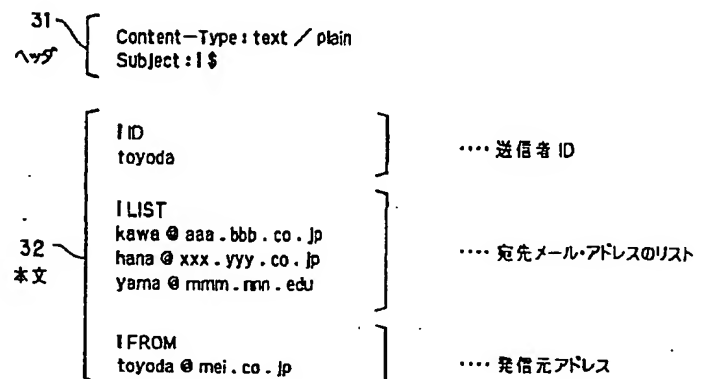 31
ヘッダ
Content-Type: text / plain
Subject: ! $
! ID
toyoda
‥‥ 送信者 ID
! LIST
kawa @ aaa . bbb . co . jp
hana @ xxx . yyy . co . jp
yama @ mmm . nnn . edu
‥‥ 宛先メール・アドレスのリスト
32
本文
! FROM
toyoda @ mei . co . jp
‥‥ 発信元アドレス